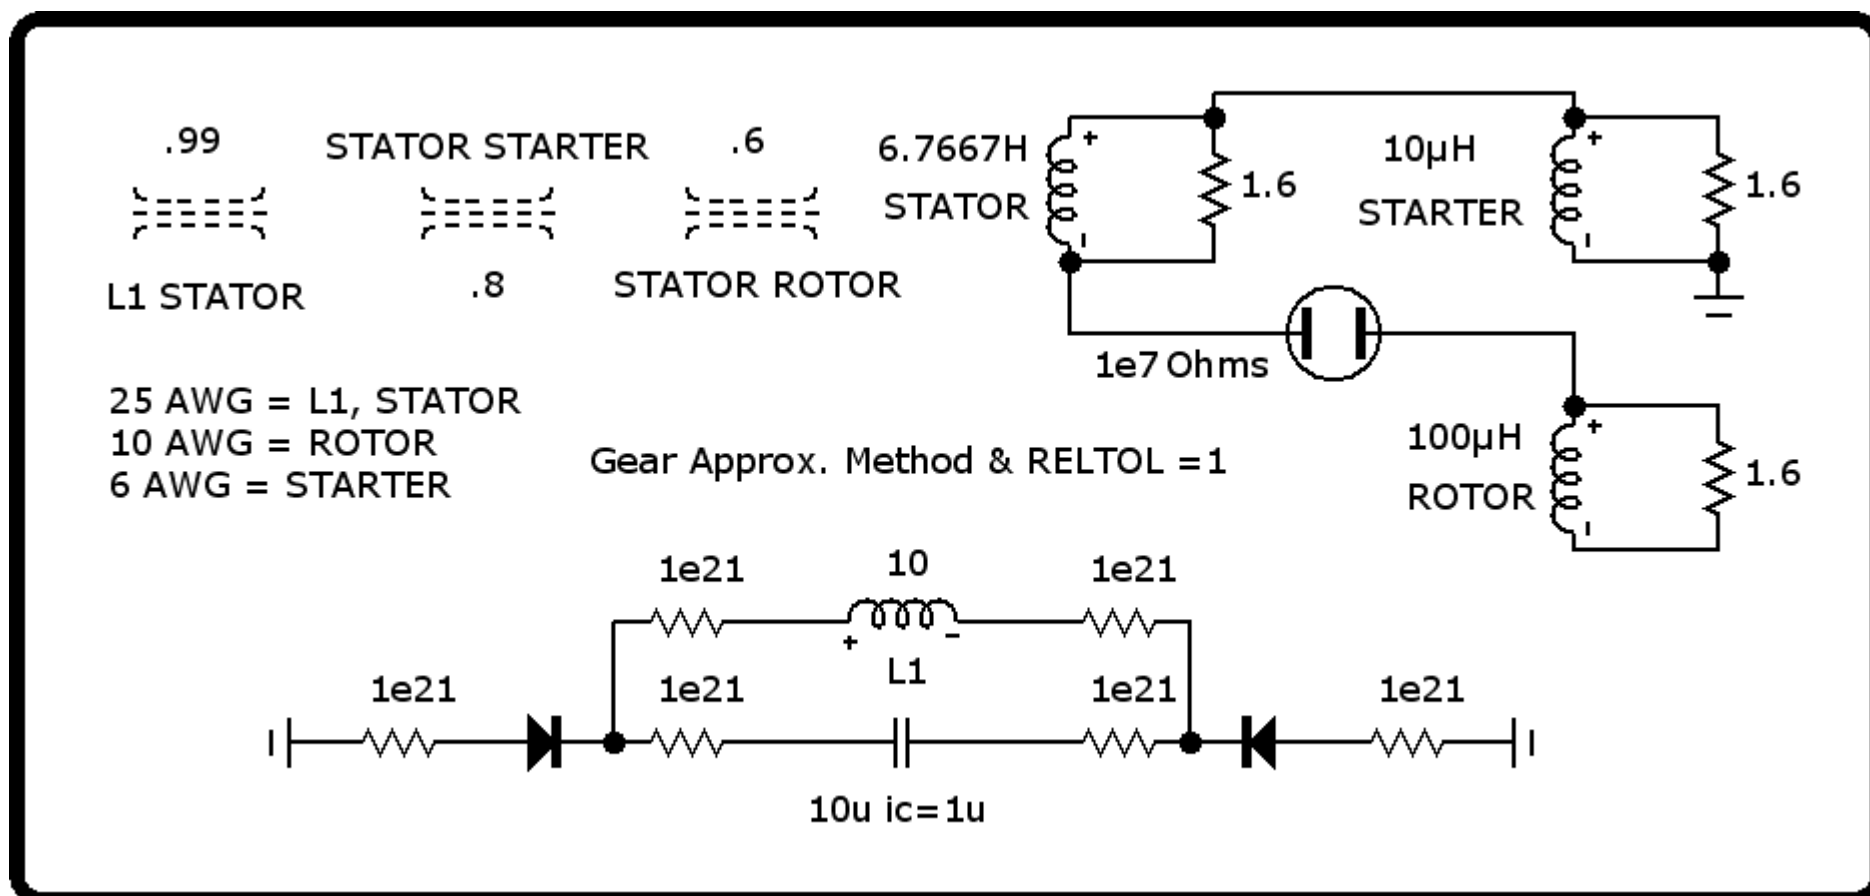 .99
STATOR STARTER
.6
L1 STATOR
.8
STATOR ROTOR
6.7667H
STATOR
+
-
1.6
10µH
STARTER
+
-
1.6
1e7 Ohms
25 AWG = L1, STATOR
10 AWG = ROTOR
6 AWG = STARTER
Gear Approx. Method & RELTOL =1
100µH
ROTOR
+
-
1.6
1e21
10
1e21
+
-
L1
1e21
1e21
1e21
1e21
10u ic=1u